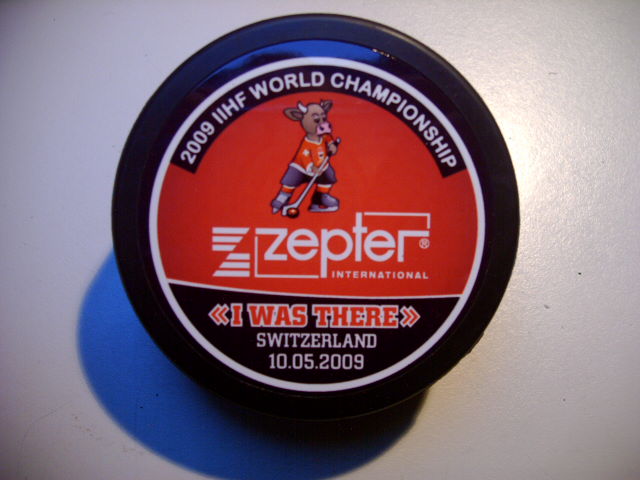 2009 IIHF WORLD CHAMPIONSHIP
zepter®
INTERNATIONAL
«I WAS THERE»
SWITZERLAND
10.05.2009